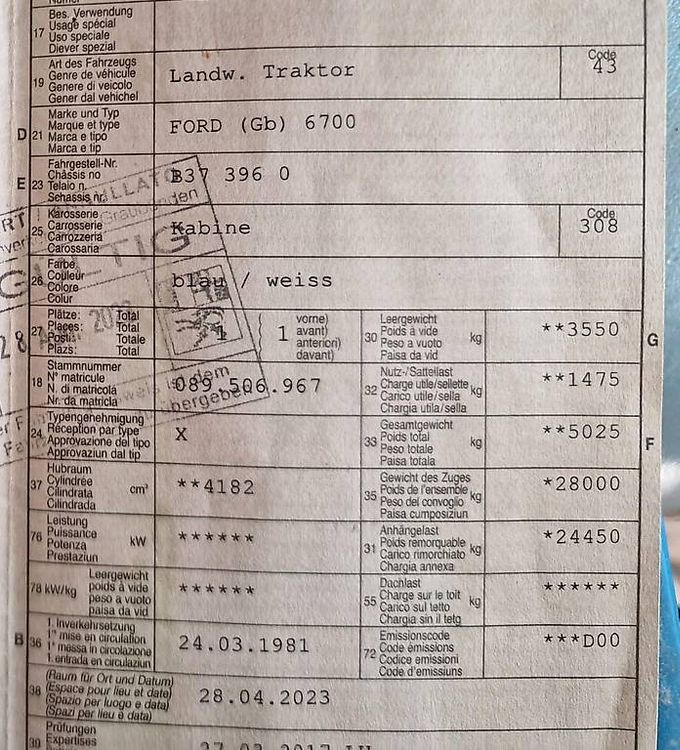 Bes. Verwendung
Usage spécial
17 Uso speciale
Diever spezial
Art des Fahrzeugs
Genre de véhicule
19 Genere di veicolo
Gener dal vehichel
Landw. Traktor
Code
43
Marke und Typ
Marque et type
D 21 Marca e tipo
Marca e tip
FORD (Gb) 6700
Fahrgestell-Nr.
Châssis no
E 23 Telaio n.
Schassis nr.
B37 396 0
Karosserie
Carrosserie
25 Carrozzeria
Carossaria
Kabine
Code
308
Farbe
Couleur
26 Colore
Colur
blau / weiss
Plätze: Total
Places: Total
27 Posti: Totale
Plazs: Total
1
1
vorne)
avant)
anteriori)
davant)
Leergewicht
30 Poids à vide kg
Peso a vuoto
Paisa da vid
**3550
G
Stammnummer
18 N° matricule
N. di matricola
Nr. da matricla
089.506.967
Nutz-/Sattellast
32 Charge utile/sellette kg
Carico utile/sella
Chargia utila/sella
**1475
Typengenehmigung
24 Réception par type
Approvazione del tipo
Approvaziun dal tip
X
Gesamtgewicht
33 Poids total kg
Peso totale
Paisa totala
**5025
F
Hubraum
37 Cylindrée cm³
Cilindrata
Cilindrada
**4182
Gewicht des Zuges
35 Poids de l'ensemble kg
Peso del convoglio
Paisa cumposiziun
*28000
Leistung
76 Puissance kW
Potenza
Prestaziun
******
Anhängelast
31 Poids remorquable kg
Carico rimorchiato
Chargia annexa
*24450
Leergewicht
78 kW/kg poids à vide
peso a vuoto
paisa da vid
******
Dachlast
55 Charge sur le toit kg
Carico sul tetto
Chargia sin il tetg
******
1. Inverkehrsetzung
B 36 1re mise en circulation
1a messa in circolazione
1. entrada en circulaziun
24.03.1981
Emissionscode
72 Code émissions
Codice emissioni
Code d'emissiuns
***D00
(Raum für Ort und Datum)
38 (Espace pour lieu et date)
(Spazio per luogo e data)
(Spazi per lieu e data)
28.04.2023
Prüfungen
39 Expertises